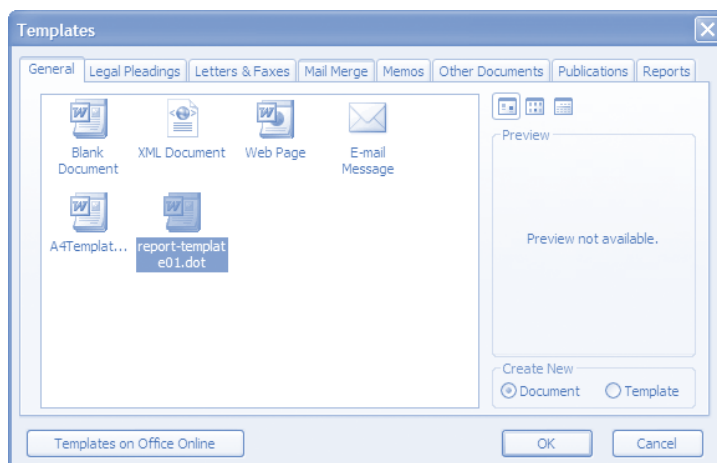 Templates
General Legal Pleadings Letters & Faxes Mail Merge Memos Other Documents Publications Reports
Blank
Document
XML Document
Web Page
E-mail
Message
A4Templat...
report-templat
e01.dot
Preview
Preview not available.
Create New
Document
Template
Templates on Office Online
OK
Cancel